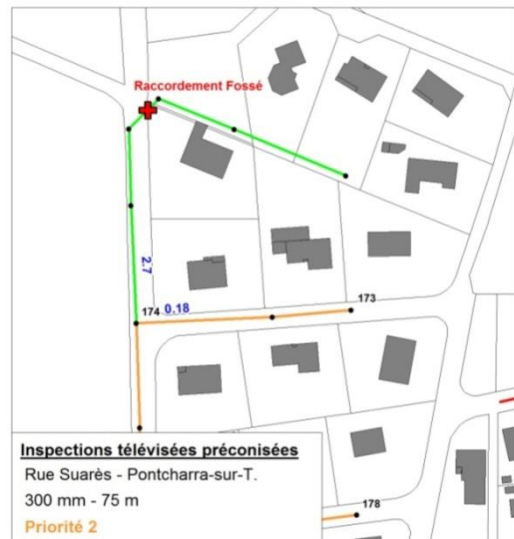 Raccordement Fossé
2.7
174 0.18
173
Inspections télévisées préconisées
Rue Suarès - Pontcharra-sur-T.
300 mm - 75 m
Priorité 2
178